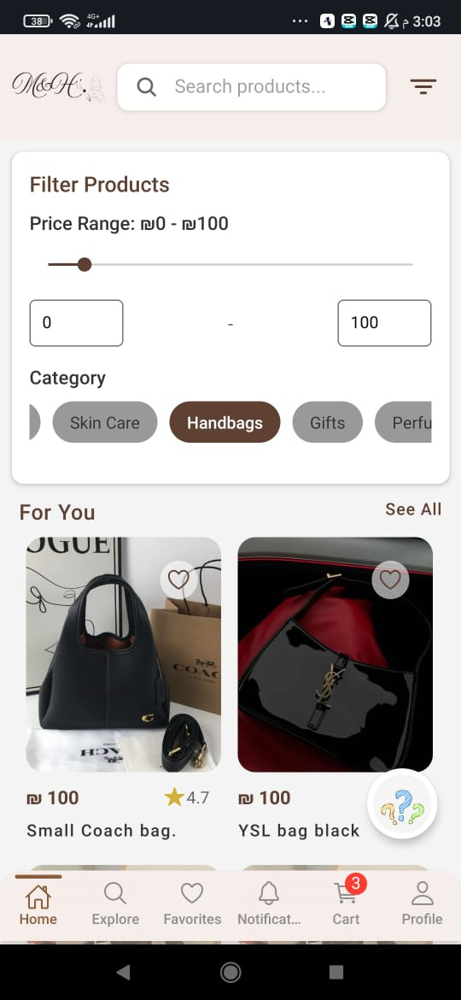 38 4G+ ... م 3:03
M&H.
Search products...
Filter Products
Price Range: ₪0 - ₪100
0 - 100
Category
Skin Care Handbags Gifts Perfu
For You See All
OGUE
COAC
COACH
₪ 100 4.7 ₪ 100
Small Coach bag. YSL bag black
???
3
Home Explore Favorites Notificat... Cart Profile